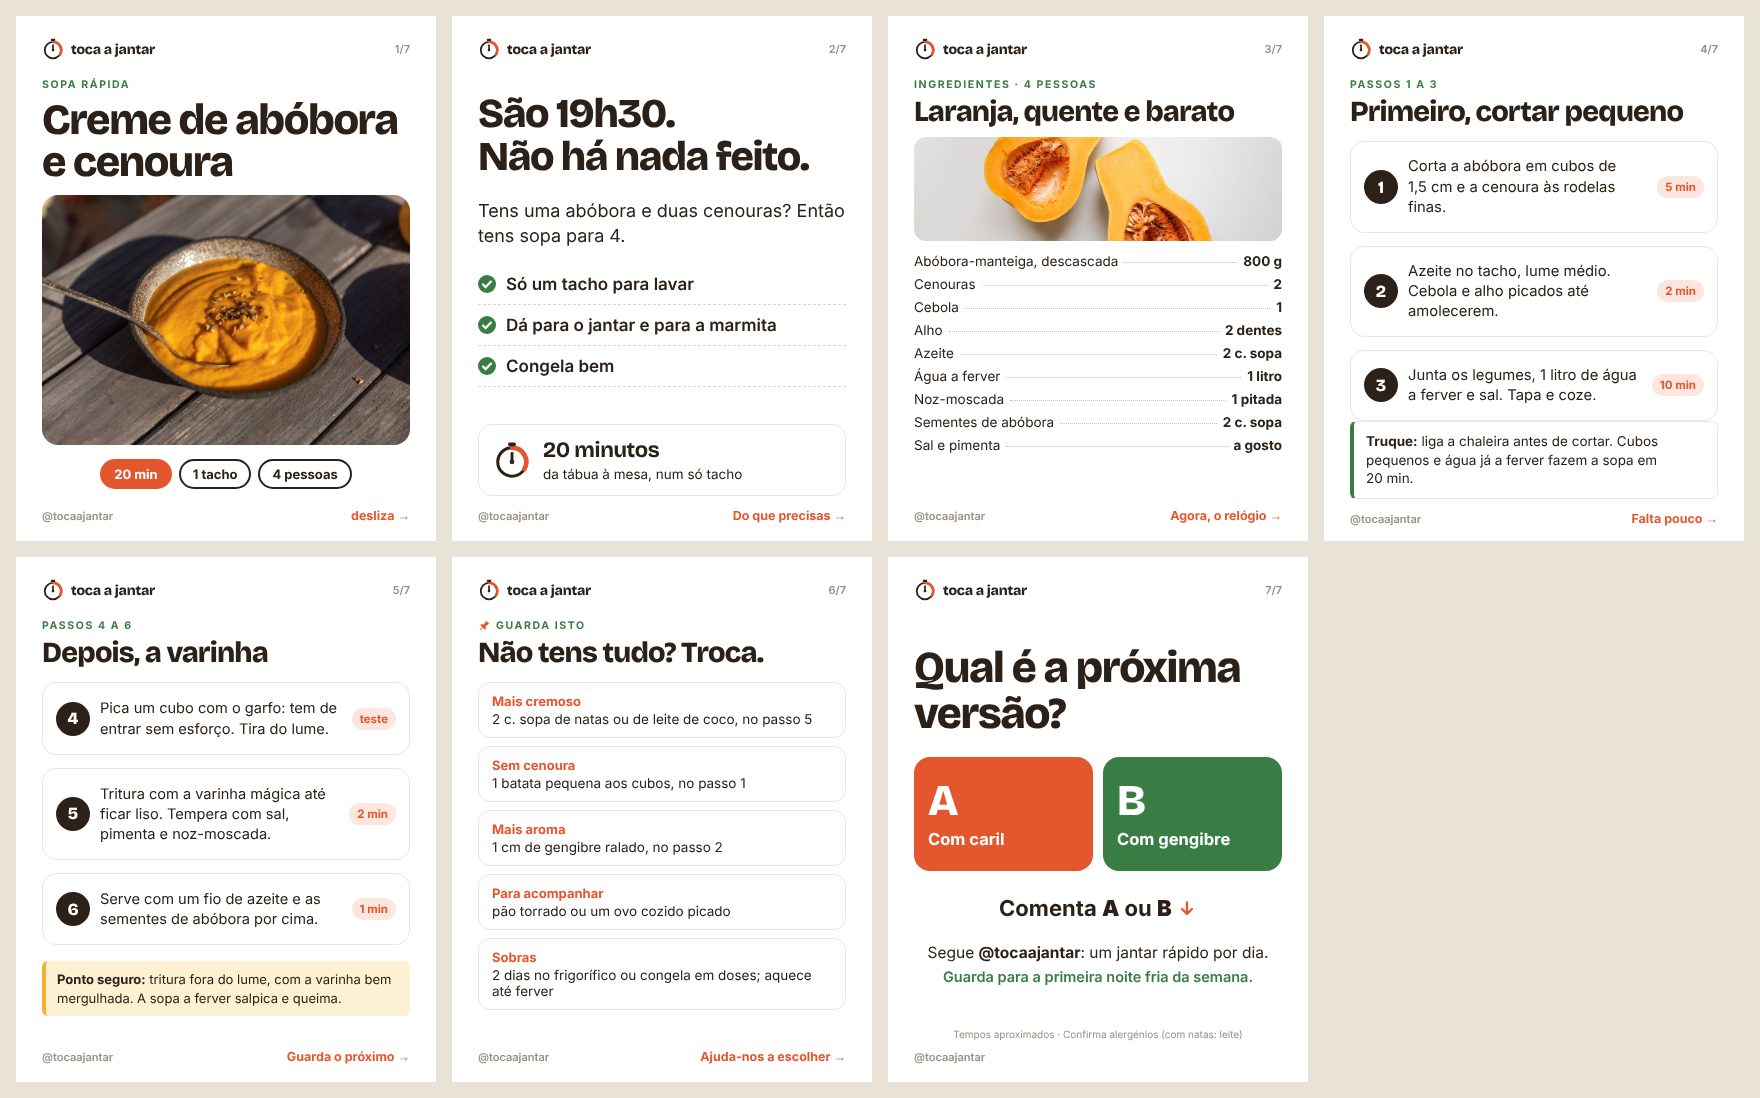 toca a jantar
1/7
SOPA RÁPIDA
Creme de abóbora
e cenoura
20 min
1 tacho
4 pessoas
@tocaajantar
desliza →
toca a jantar
2/7
São 19h30.
Não há nada feito.
Tens uma abóbora e duas cenouras? Então
tens sopa para 4.
Só um tacho para lavar
Dá para o jantar e para a marmita
Congela bem
20 minutos
da tábua à mesa, num só tacho
@tocaajantar
Do que precisas →
toca a jantar
3/7
INGREDIENTES · 4 PESSOAS
Laranja, quente e barato
Abóbora-manteiga, descascada 800 g
Cenouras 2
Cebola 1
Alho 2 dentes
Azeite 2 c. sopa
Água a ferver 1 litro
Noz-moscada 1 pitada
Sementes de abóbora 2 c. sopa
Sal e pimenta a gosto
@tocaajantar
Agora, o relógio →
toca a jantar
4/7
PASSOS 1 A 3
Primeiro, cortar pequeno
1
Corta a abóbora em cubos de
1,5 cm e a cenoura às rodelas
finas.
5 min
2
Azeite no tacho, lume médio.
Cebola e alho picados até
amolecerem.
2 min
3
Junta os legumes, 1 litro de água
a ferver e sal. Tapa e coze.
10 min
Truque: liga a chaleira antes de cortar. Cubos
pequenos e água já a ferver fazem a sopa em
20 min.
@tocaajantar
Falta pouco →
toca a jantar
5/7
PASSOS 4 A 6
Depois, a varinha
4
Pica um cubo com o garfo: tem de
entrar sem esforço. Tira do lume.
teste
5
Tritura com a varinha mágica até
ficar liso. Tempera com sal,
pimenta e noz-moscada.
2 min
6
Serve com um fio de azeite e as
sementes de abóbora por cima.
1 min
Ponto seguro: tritura fora do lume, com a varinha bem
mergulhada. A sopa a ferver salpica e queima.
@tocaajantar
Guarda o próximo →
toca a jantar
6/7
GUARDA ISTO
Não tens tudo? Troca.
Mais cremoso
2 c. sopa de natas ou de leite de coco, no passo 5
Sem cenoura
1 batata pequena aos cubos, no passo 1
Mais aroma
1 cm de gengibre ralado, no passo 2
Para acompanhar
pão torrado ou um ovo cozido picado
Sobras
2 dias no frigorífico ou congela em doses; aquece
até ferver
@tocaajantar
Ajuda-nos a escolher →
toca a jantar
7/7
Qual é a próxima
versão?
A
Com caril
B
Com gengibre
Comenta A ou B ↓
Segue @tocaajantar: um jantar rápido por dia.
Guarda para a primeira noite fria da semana.
Tempos aproximados · Confirma alergénios (com natas: leite)
@tocaajantar